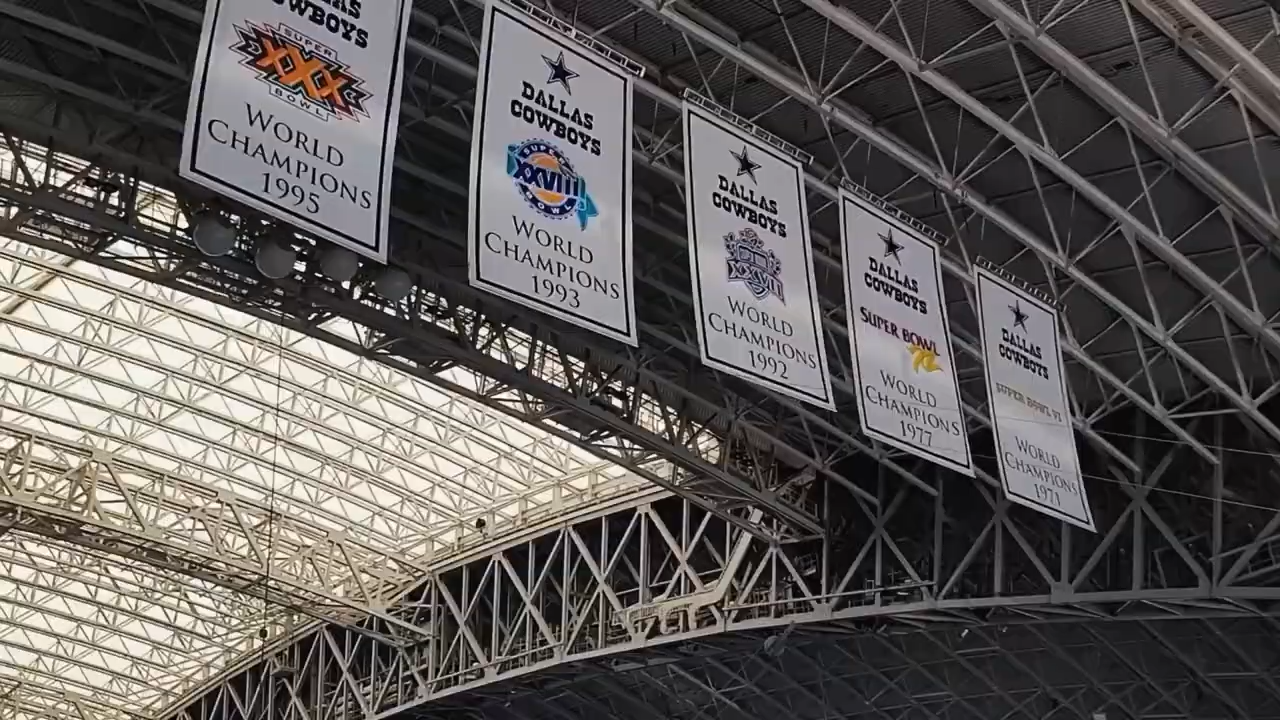 COWBOYS
SUPER
XXX
BOWL
WORLD
CHAMPIONS
1995
DALLAS
COWBOYS
SUPER
XXVIII
BOWL
WORLD
CHAMPIONS
1993
DALLAS
COWBOYS
XXVII
WORLD
CHAMPIONS
1992
DALLAS
COWBOYS
SUPER BOWL
XII
WORLD
CHAMPIONS
1977
DALLAS
COWBOYS
SUPER BOWL VI
WORLD
CHAMPIONS
1971